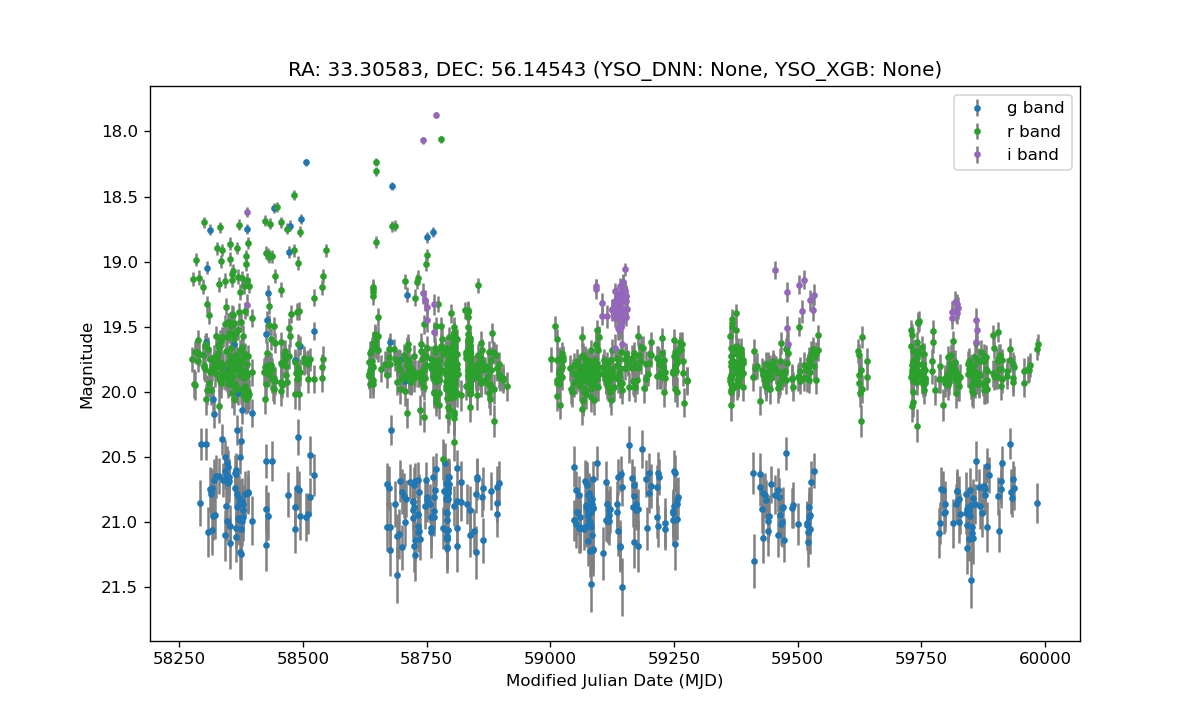 RA: 33.30583, DEC: 56.14543 (YSO_DNN: None, YSO_XGB: None)
g band
r band
i band
18.0
18.5
19.0
19.5
20.0
20.5
21.0
21.5
Magnitude
58250 58500 58750 59000 59250 59500 59750 60000
Modified Julian Date (MJD)